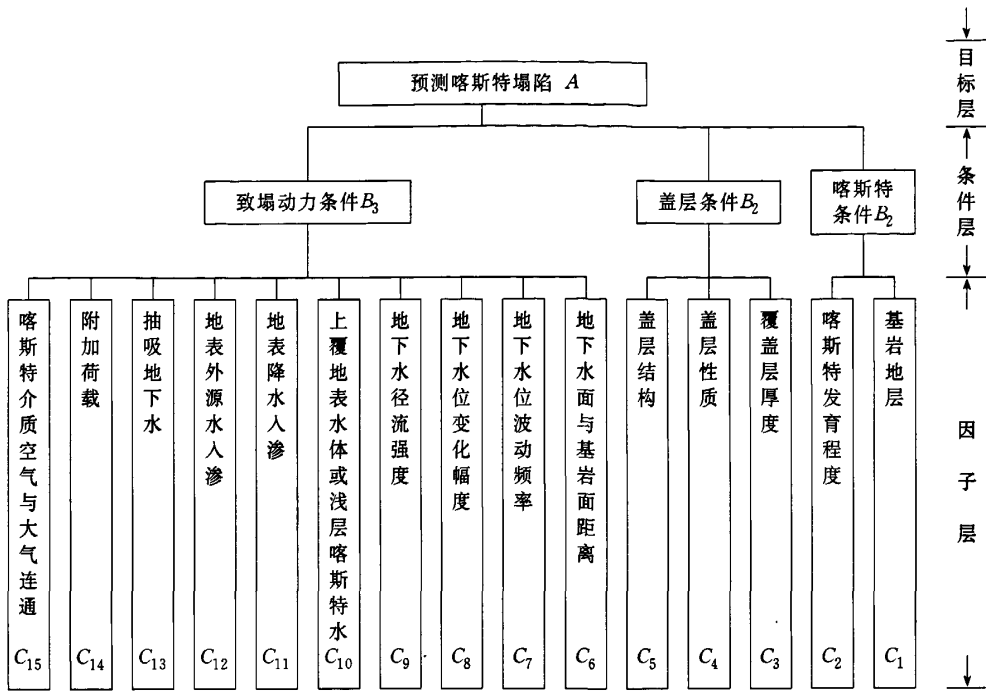 预测喀斯特塌陷 A
目标层
致塌动力条件B₃
盖层条件B₂
喀斯特
条件B₂
条件层
喀斯特介质空气与大气连通 C₁₅
附加荷载 C₁₄
抽吸地下水 C₁₃
地表外源水入渗 C₁₂
地表降水入渗 C₁₁
上覆地表水体或浅层喀斯特水 C₁₀
地下水径流强度 C₉
地下水位变化幅度 C₈
地下水位波动频率 C₇
地下水面与基岩面距离 C₆
盖层结构 C₅
盖层性质 C₄
覆盖层厚度 C₃
喀斯特发育程度 C₂
基岩地层 C₁
因子层